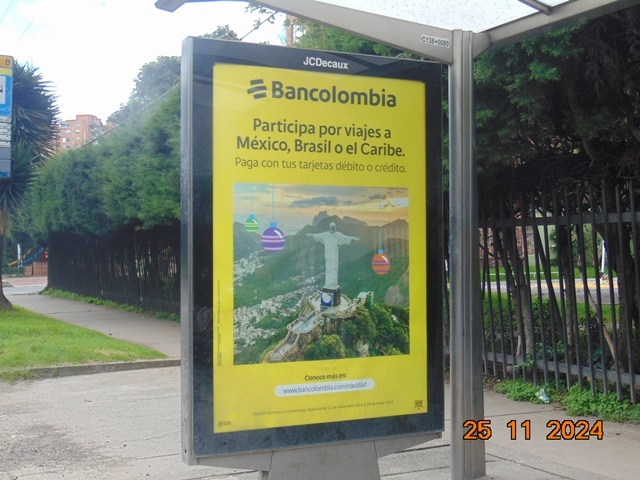 C138+0080
JCDecaux
Bancolombia
Participa por viajes a
México, Brasil o el Caribe.
Paga con tus tarjetas débito o crédito.
Conoce más en:
www.bancolombia.com/navidad
25 11 2024